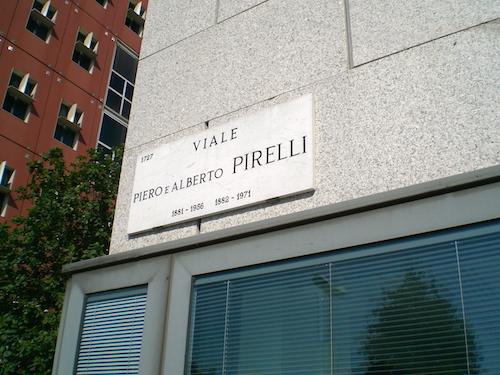 1727
VIALE
PIERO E ALBERTO PIRELLI
1881 - 1956 1882 - 1971